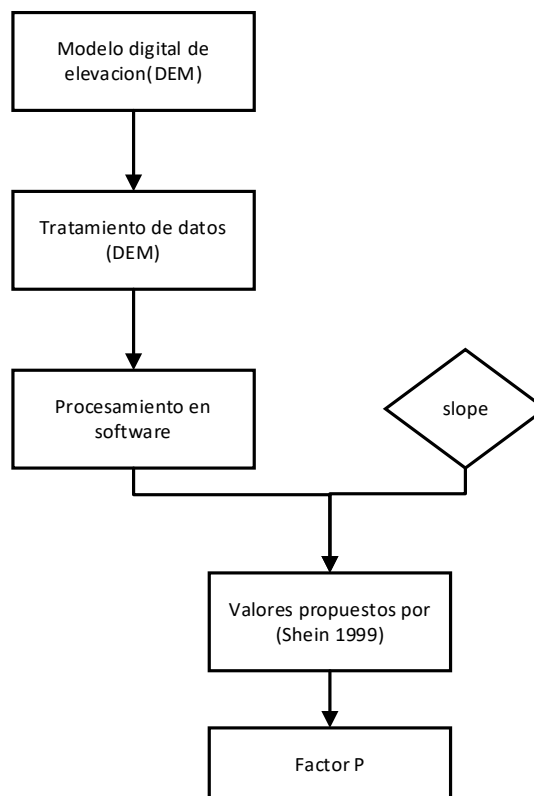 Modelo digital de
elevacion(DEM)
Tratamiento de datos
(DEM)
Procesamiento en
software
slope
Valores propuestos por
(Shein 1999)
Factor P